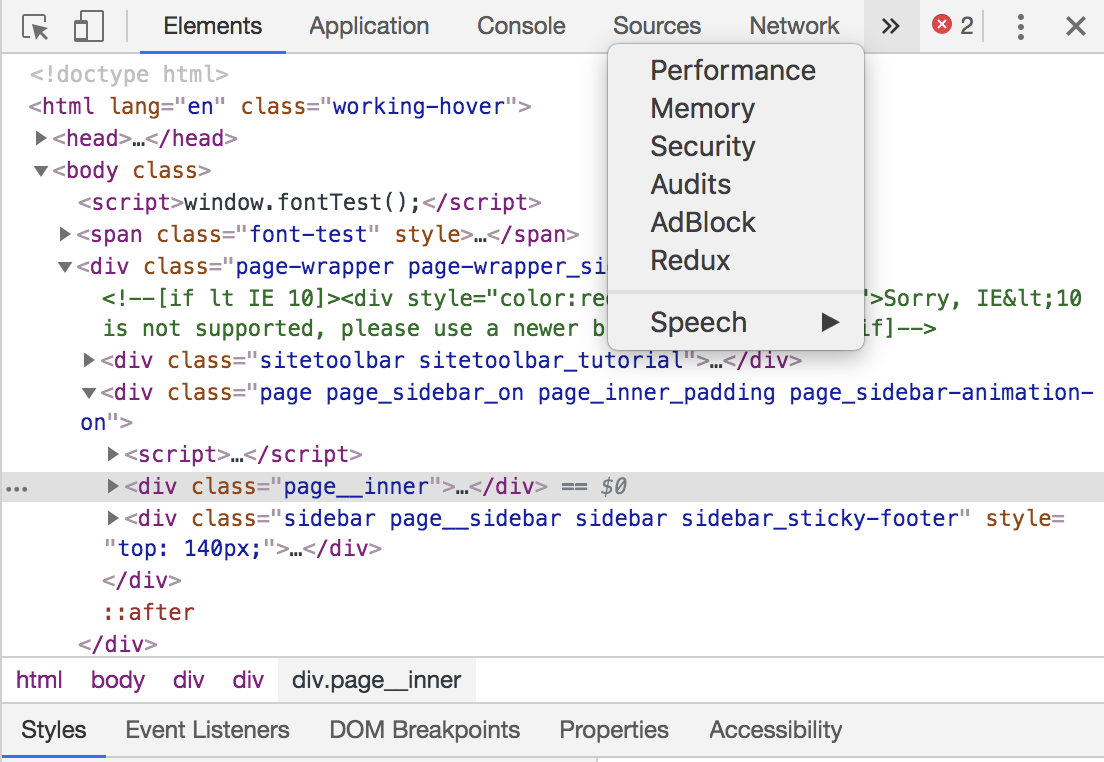 Elements Application Console Sources Network » 2
Performance
Memory
Security
Audits
AdBlock
Redux
Speech
<!doctype html>
<html lang="en" class="working-hover">
<head>…</head>
<body class>
<script>window.fontTest();</script>
<span class="font-test" style>…</span>
<div class="page-wrapper page-wrapper_si
<!--[if lt IE 10]><div style="color:re ">Sorry, IE&lt;10
is not supported, please use a newer b if]-->
<div class="sitetoolbar sitetoolbar_tutorial">…</div>
<div class="page page_sidebar_on page_inner_padding page_sidebar-animation-
on">
<script>…</script>
… <div class="page__inner">…</div> == $0
<div class="sidebar page__sidebar sidebar sidebar_sticky-footer" style=
"top: 140px;">…</div>
</div>
::after
</div>
html body div div div.page__inner
Styles Event Listeners DOM Breakpoints Properties Accessibility